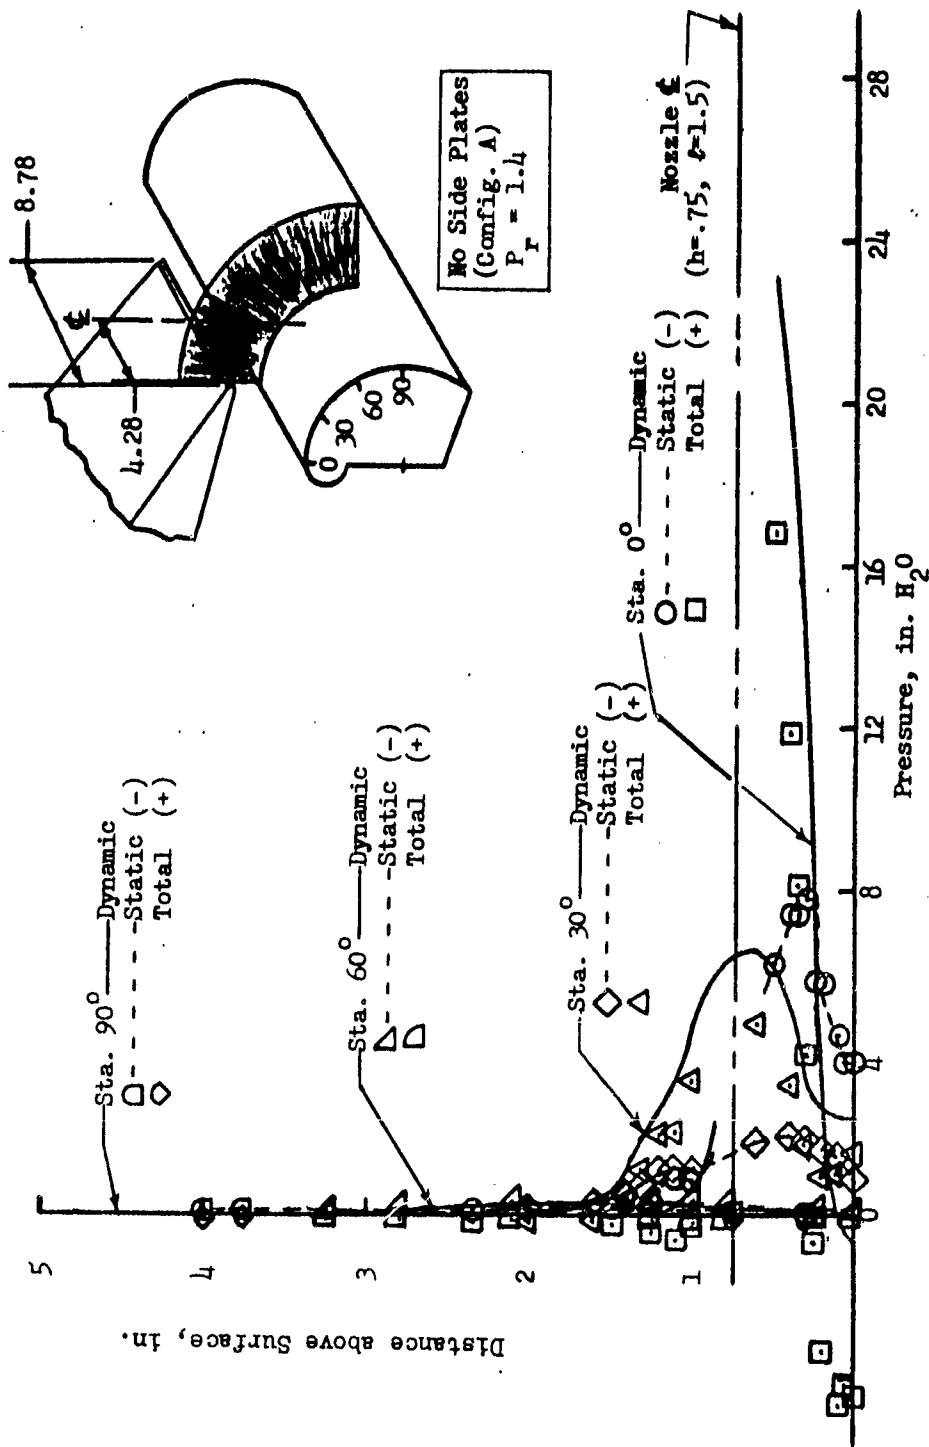 8.78
4.28
℄
0
30
60
90
No Side Plates
(Config. A)
P_r = 1.4
Sta. 90° Dynamic
Static (-)
Total (+)
Sta. 60° Dynamic
Static (-)
Total (+)
Sta. 30° Dynamic
Static (-)
Total (+)
Sta. 0° Dynamic
Static (-)
Total (+)
Nozzle ℄
(h=.75, ℓ=1.5)
5
4
3
2
1
Distance above Surface, in.
0
4
8
12
16
20
24
28
Pressure, in. H₂O